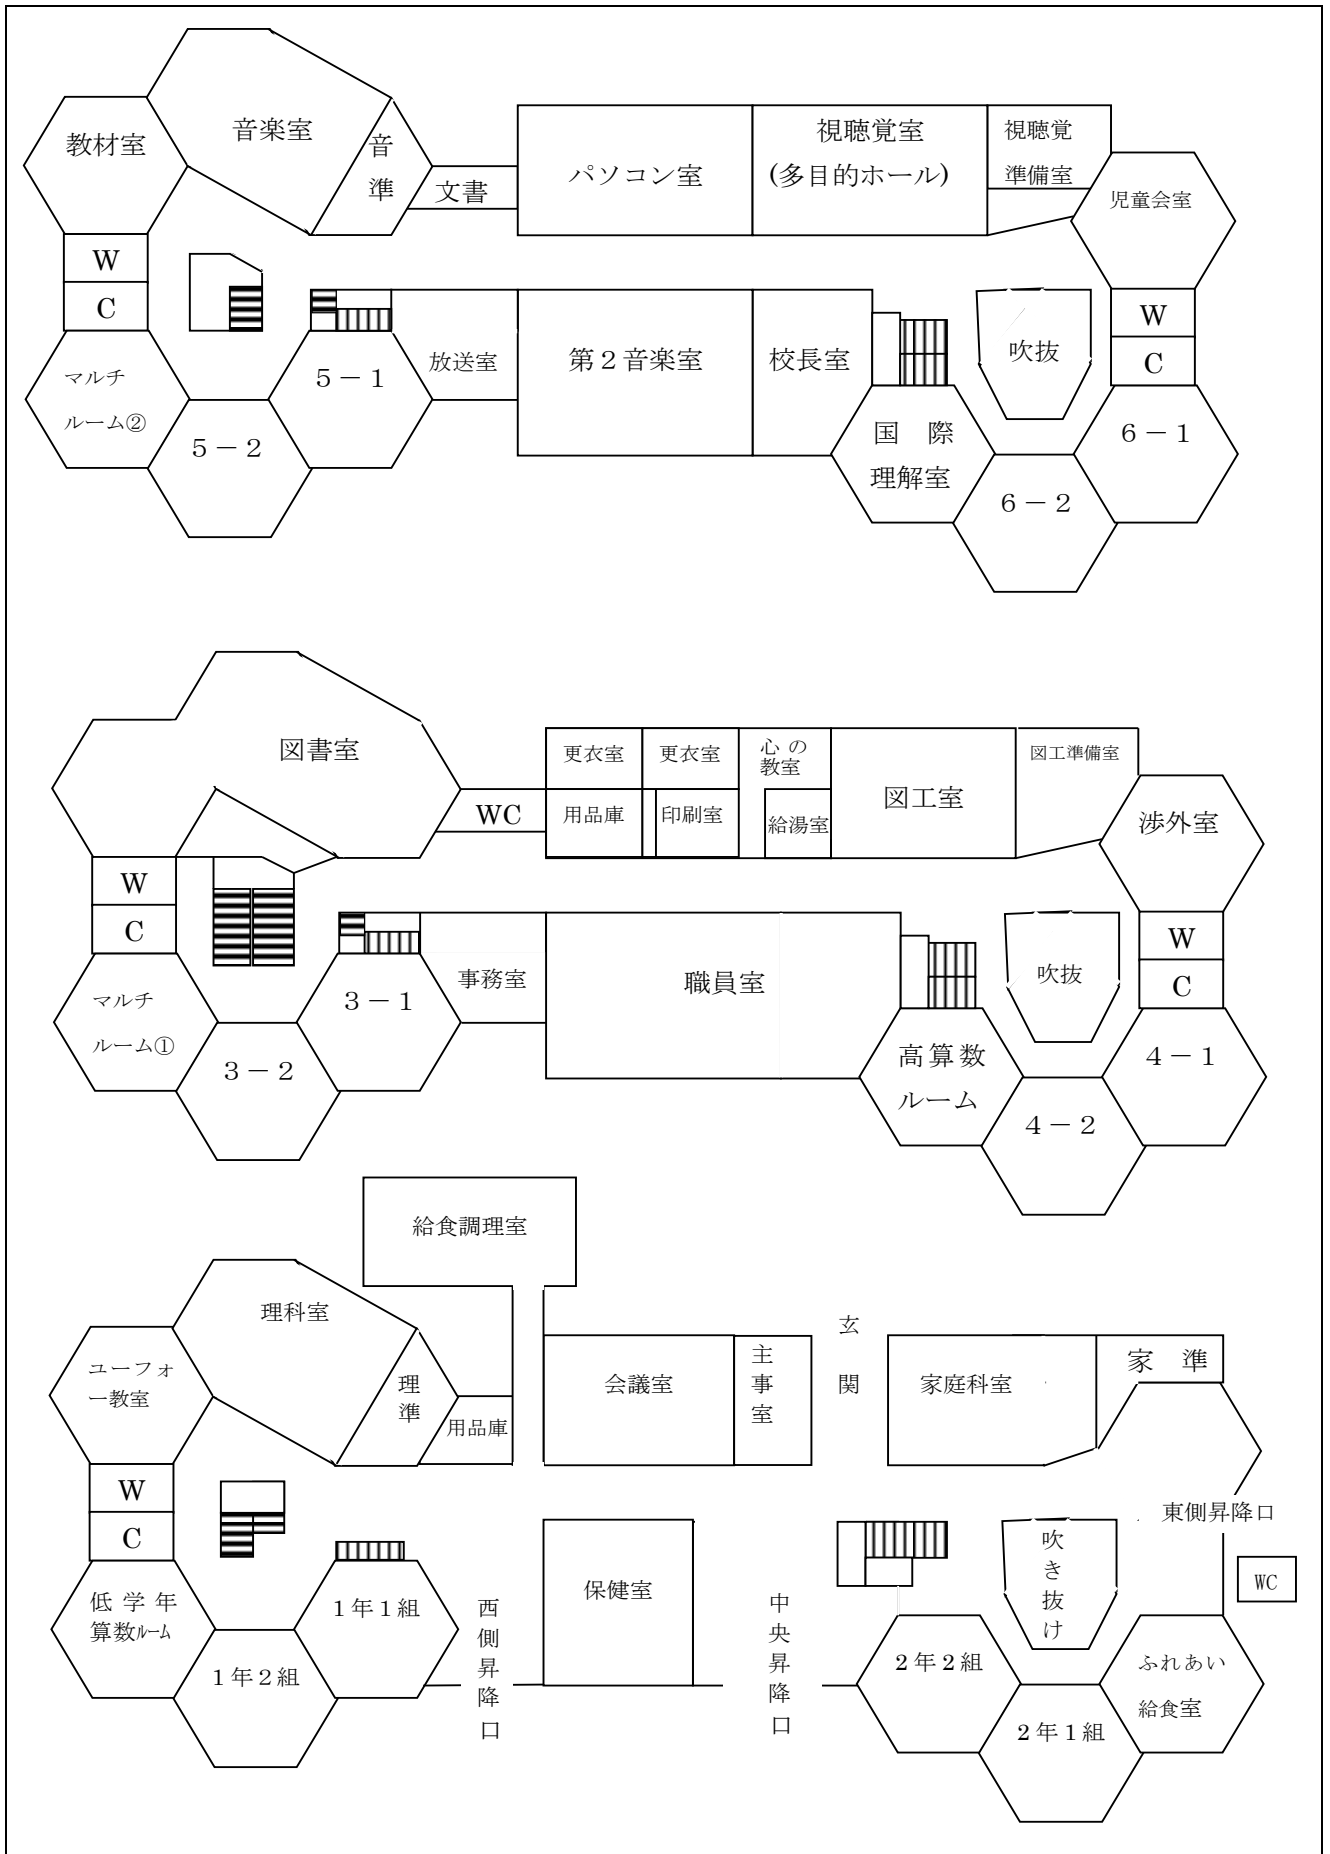 音楽室
教材室
音
準
文書
パソコン室
視聴覚室
(多目的ホール)
視聴覚
準備室
児童会室
W
C
W
C
マルチ
ルーム②
5-2
5-1
放送室
第2音楽室
校長室
吹抜
国 際
理解室
6-2
6-1
図書室
WC
更衣室
更衣室
心 の
教室
用品庫
印刷室
給湯室
図工室
図工準備室
渉外室
W
C
W
C
マルチ
ルーム①
3-2
3-1
事務室
職員室
吹抜
高算数
ルーム
4-2
4-1
給食調理室
理科室
ユーフォ
ー教室
理
準
用品庫
会議室
主
事
室
玄
関
家庭科室
家 準
W
C
東側昇降口
WC
低 学 年
算数ルーム
1年2組
1年1組
西
側
昇
降
口
保健室
中
央
昇
降
口
吹
き
抜
け
2年2組
2年1組
ふれあい
給食室